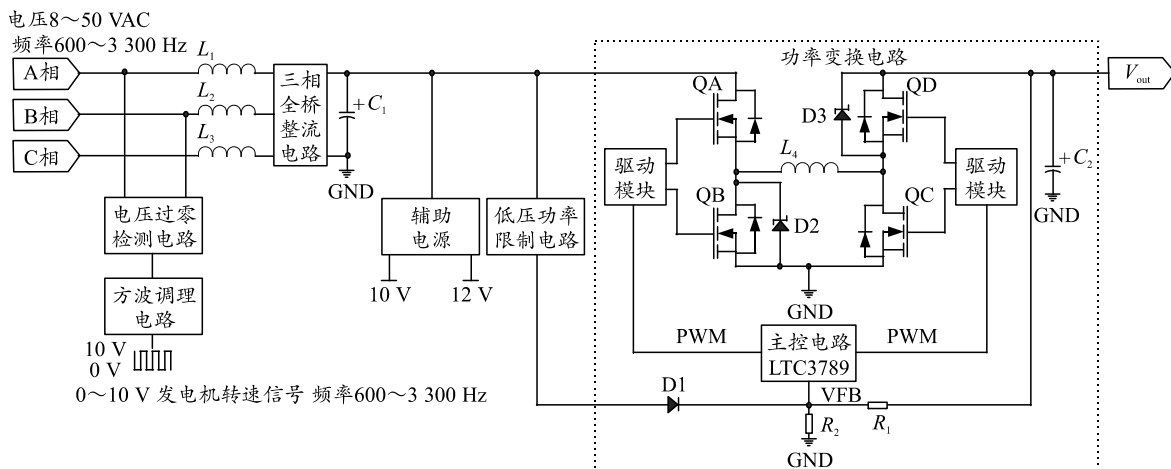 电压8～50 VAC
频率600～3 300 Hz
A相
B相
C相
L1
L2
L3
三相
全桥
整流
电路
+C1
GND
电压过零
检测电路
方波调理
电路
10 V
0 V
0～10 V 发电机转速信号 频率600～3 300 Hz
辅助
电源
10 V
12 V
低压功率
限制电路
功率变换电路
QA
QB
QC
QD
D2
D3
L4
驱动
模块
驱动
模块
GND
PWM
PWM
主控电路
LTC3789
D1
VFB
R1
R2
GND
+C2
GND
Vout